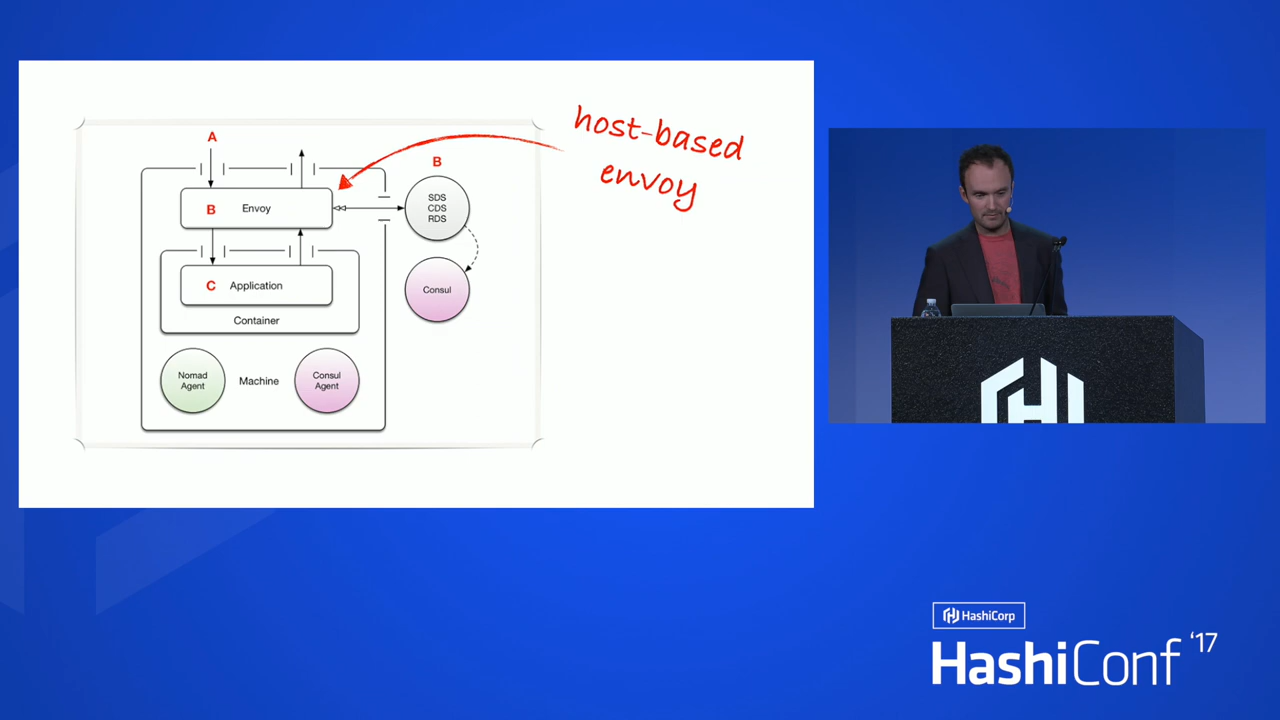 host-based
envoy
A
B
B Envoy
SDS
CDS
RDS
C Application
Container
Consul
Nomad
Agent
Machine
Consul
Agent
HashiCorp
HashiConf '17